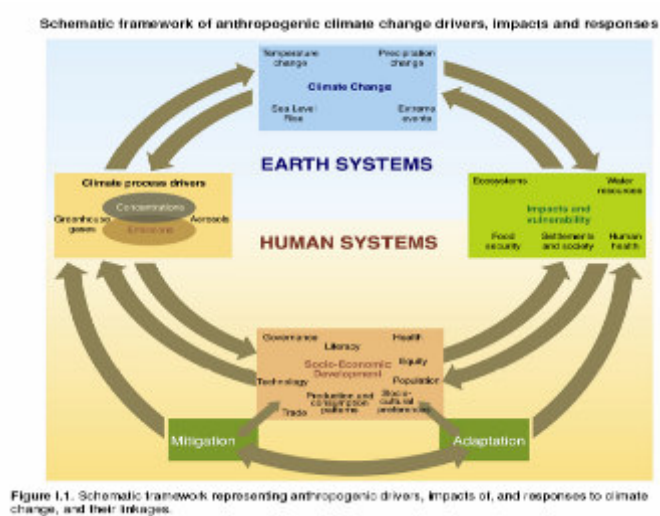 Schematic framework of anthropogenic climate change drivers, impacts and responses
Temperature
change
Precipitation
change
Climate Change
Sea Level
Rise
Extreme
events
EARTH SYSTEMS
Climate process drivers
Concentrations
Greenhouse
gases
Aerosols
Emissions
Ecosystems
Water
resources
Impacts and
vulnerability
Food
security
Settlements
and society
Human
health
HUMAN SYSTEMS
Governance
Health
Literacy
Equity
Socio-Economic
Development
Technology
Population
Production and
consumption
patterns
Socio-
cultural
preferences
Trade
Mitigation
Adaptation
Figure I.1. Schematic framework representing anthropogenic drivers, impacts of, and responses to climate
change, and their linkages.